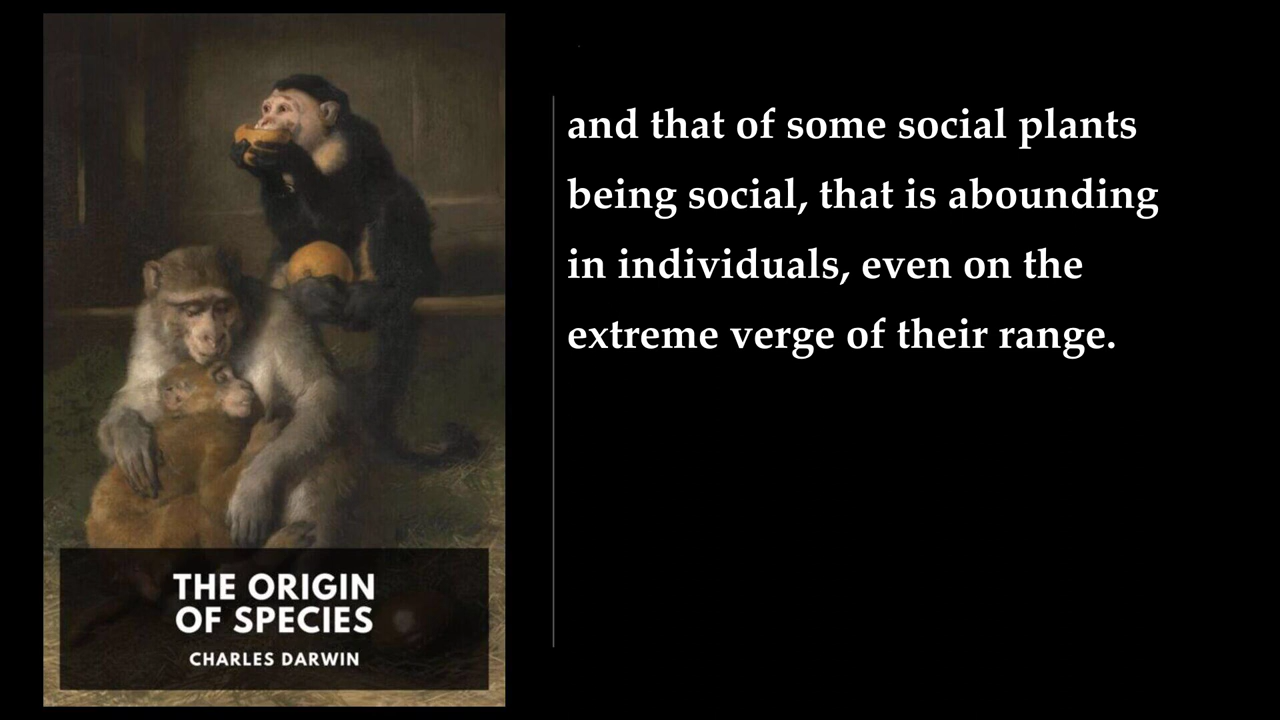 and that of some social plants
being social, that is abounding
in individuals, even on the
extreme verge of their range.
THE ORIGIN
OF SPECIES
CHARLES DARWIN